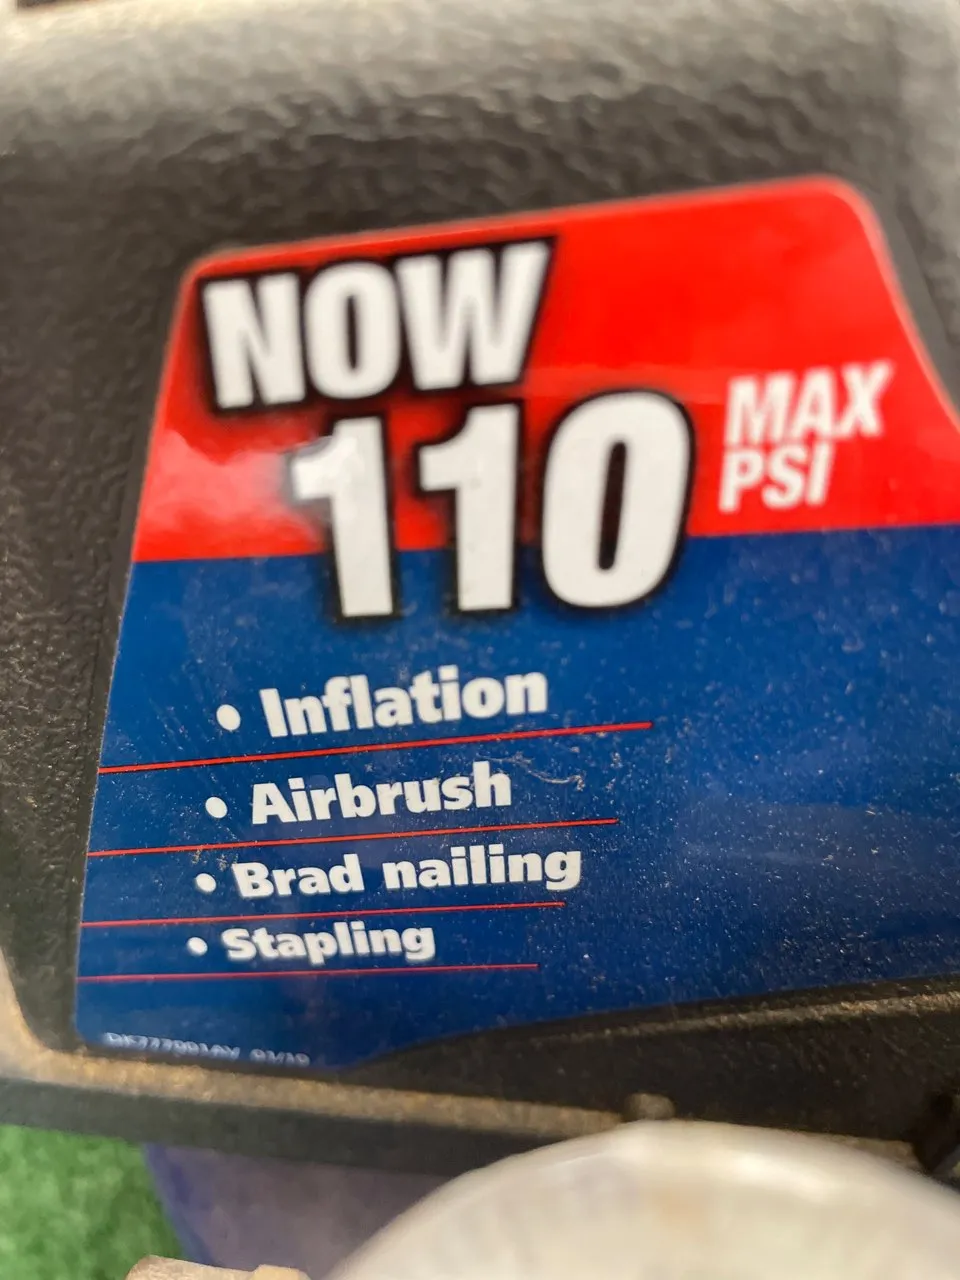 NOW
110
MAX
PSI
• Inflation
• Airbrush
• Brad nailing
• Stapling